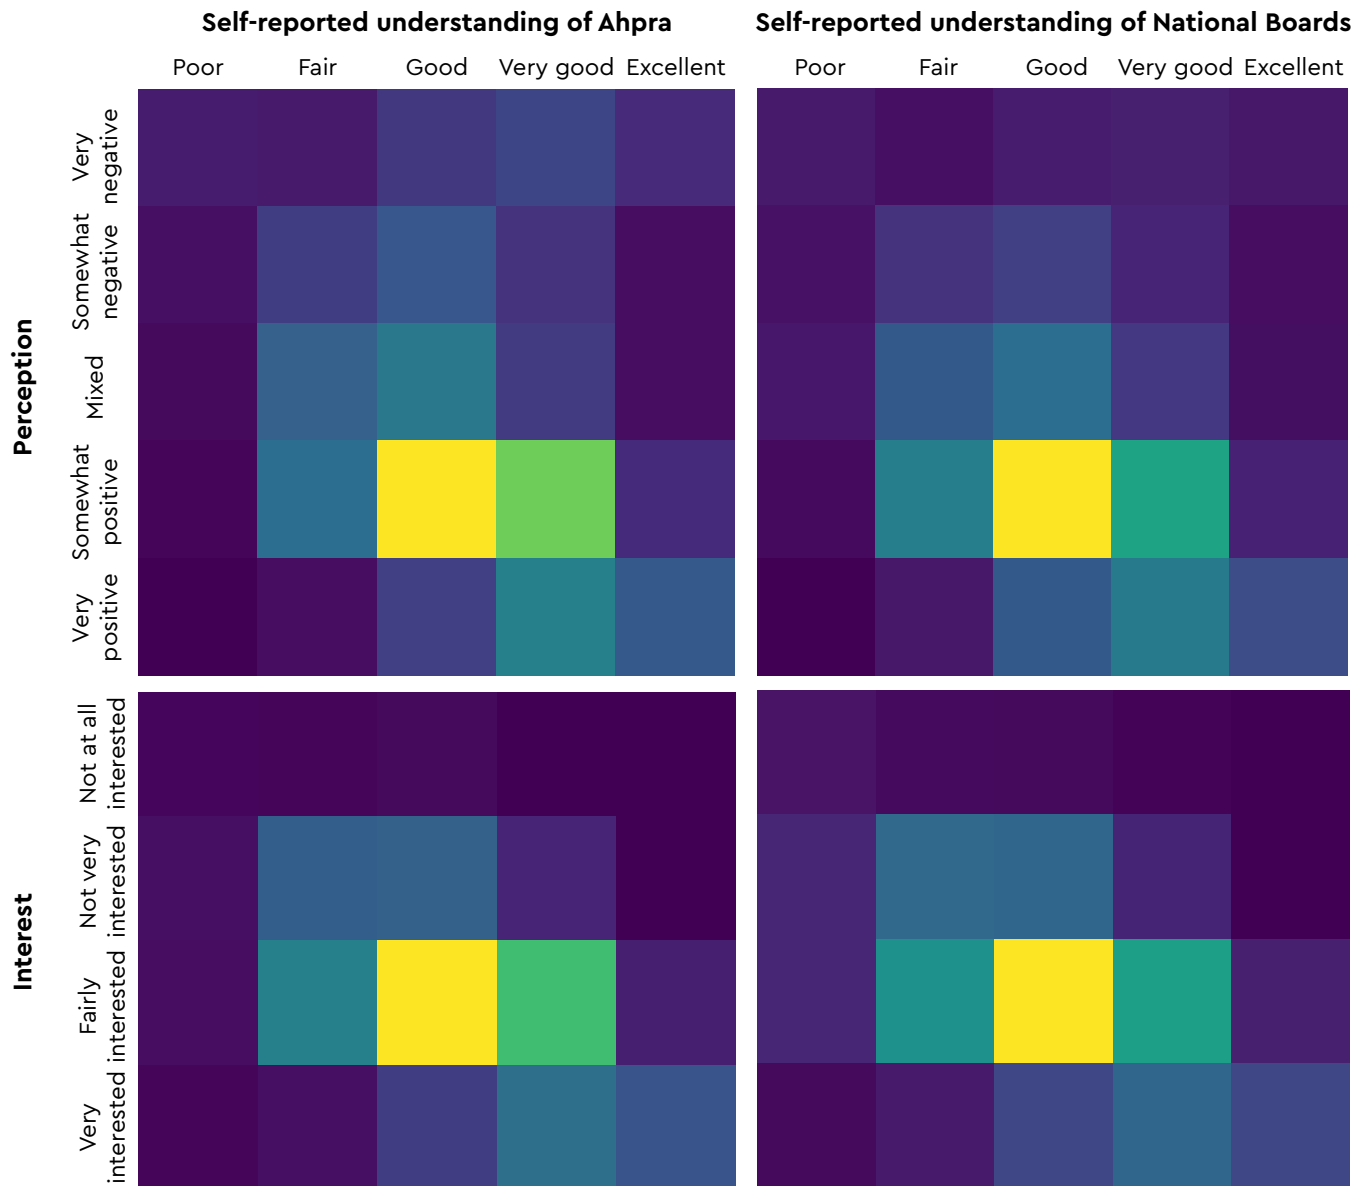 Self-reported understanding of Ahpra
Self-reported understanding of National Boards
Poor Fair Good Very good Excellent
Poor Fair Good Very good Excellent
Perception
Very
negative
Somewhat
negative
Mixed
Somewhat
positive
Very
positive
Interest
Not at all
interested
Not very
interested
Fairly
interested
Very
interested